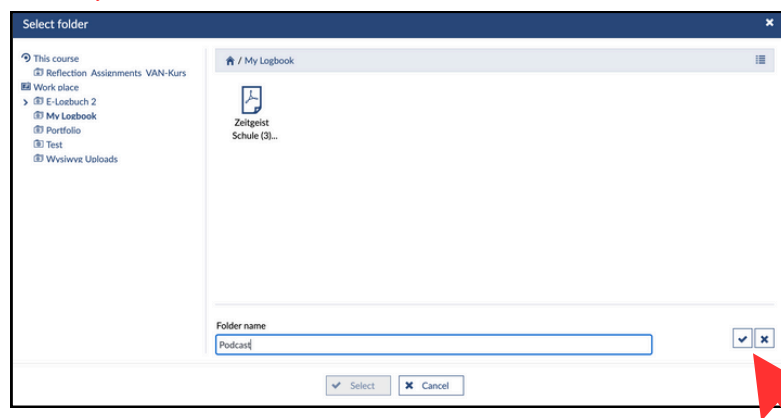 Select folder
This course
Reflection Assignments VAN-Kurs
Work place
E-Logbuch 2
My Logbook
Portfolio
Test
Wysiwyg Uploads
/ My Logbook
Zeitgeist
Schule (3)...
Folder name
Podcast
Select
Cancel